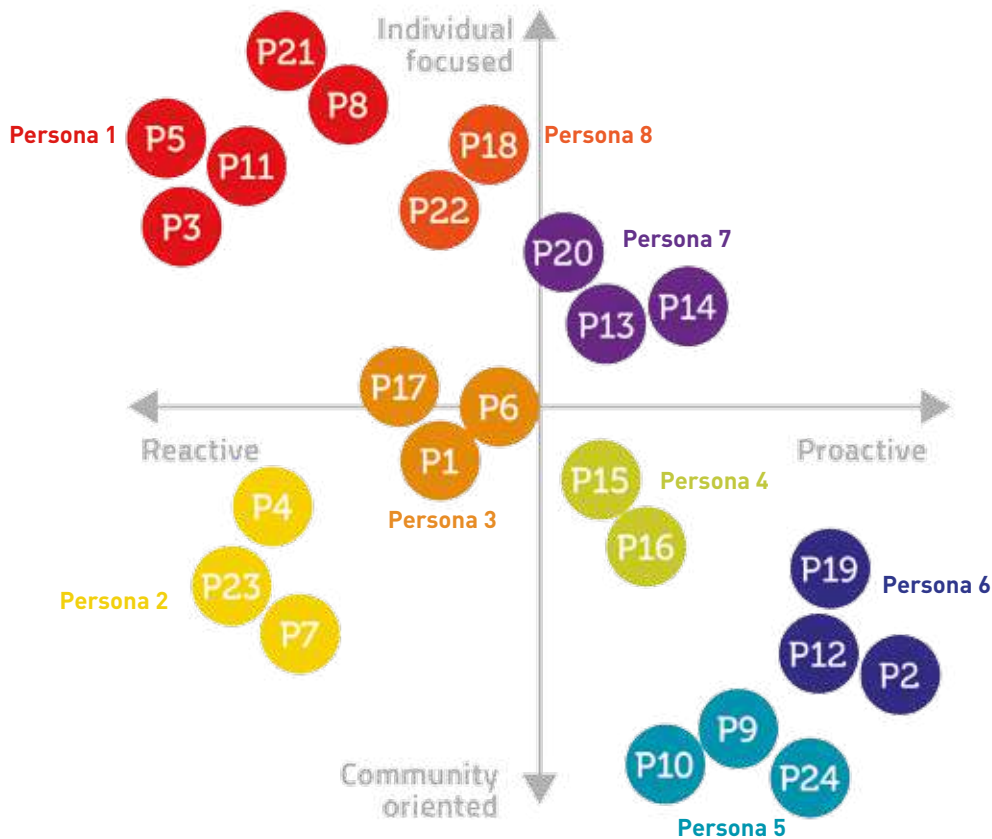 Individual
focused
P21
P8
Persona 1
P5
P11
P3
P18
Persona 8
P22
P20
Persona 7
P13
P14
P17
P6
P1
Reactive
Proactive
Persona 3
P15
Persona 4
P16
P4
P23
Persona 2
P7
P19
Persona 6
P12
P2
P9
P10
P24
Persona 5
Community
oriented